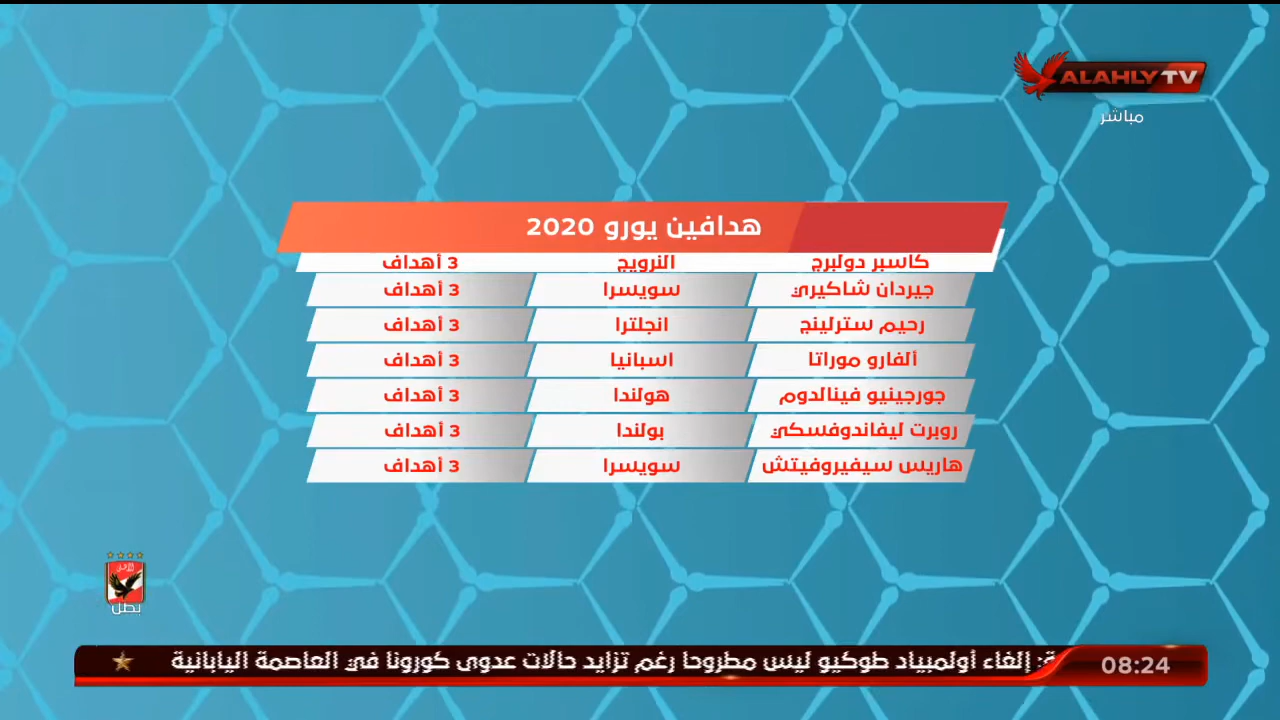 ALAHLY TV
مباشر
هدافين يورو 2020
كاسبر دولبرج النرويج 3 أهداف
جيردان شاكيري سويسرا 3 أهداف
رحيم سترلينج انجلترا 3 أهداف
ألفارو موراتا اسبانيا 3 أهداف
جورجينيو فينالدوم هولندا 3 أهداف
روبرت ليفاندوفسكي بولندا 3 أهداف
هاريس سيفيروفيتش سويسرا 3 أهداف
بطل
08:24 ة: إلغاء أولمبياد طوكيو ليس مطروحا رغم تزايد حالات عدوى كورونا في العاصمة اليابانية